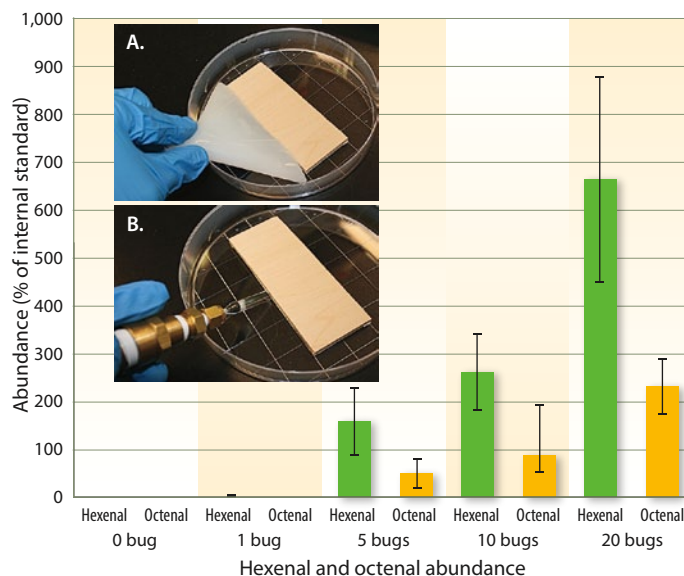 1,000
900
800
700
600
500
400
300
200
100
0
Abundance (% of internal standard)
A.
B.
Hexenal Octenal Hexenal Octenal Hexenal Octenal Hexenal Octenal Hexenal Octenal
0 bug 1 bug 5 bugs 10 bugs 20 bugs
Hexenal and octenal abundance